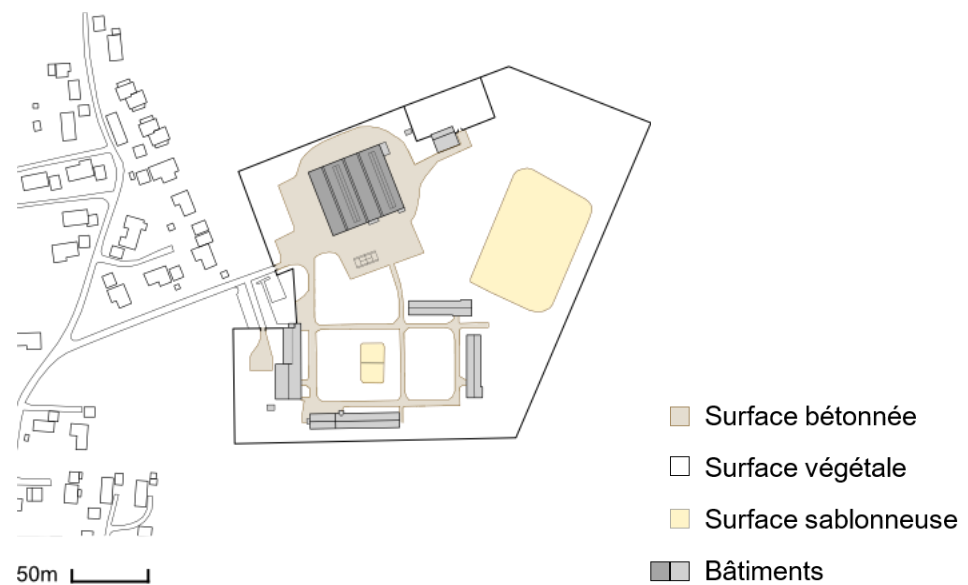 Surface bétonnée
Surface végétale
Surface sablonneuse
Bâtiments
50m